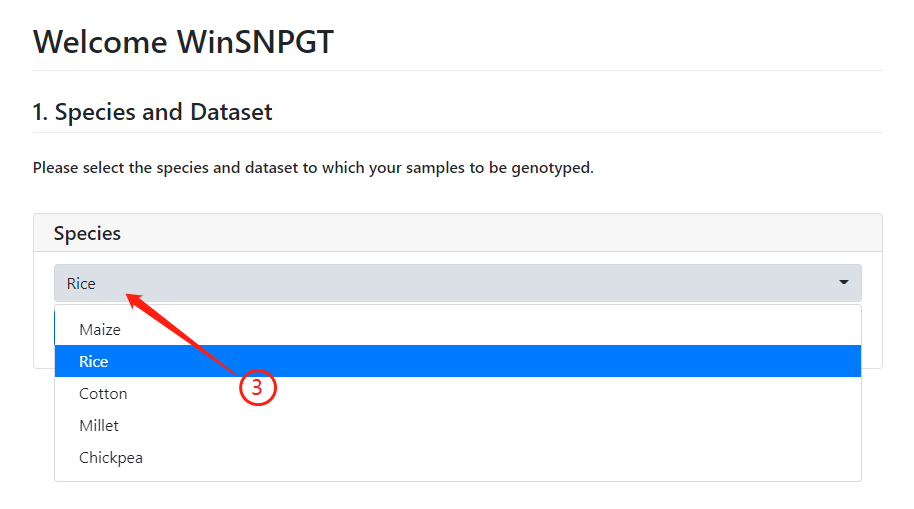 Welcome WinSNPGT
1. Species and Dataset
Please select the species and dataset to which your samples to be genotyped.
Species
Rice
Maize
Rice
3
Cotton
Millet
Chickpea